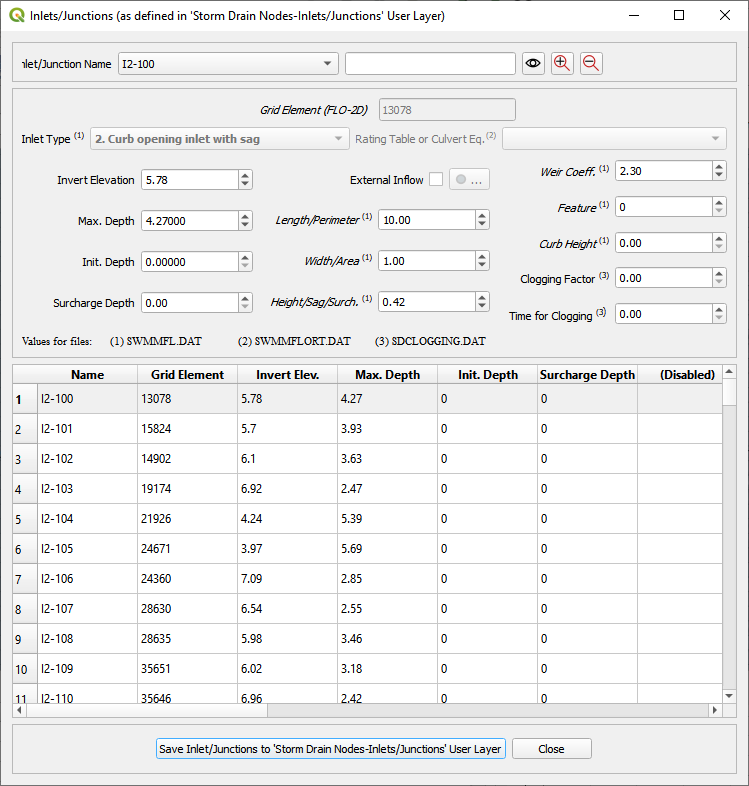 Inlets/Junctions (as defined in 'Storm Drain Nodes-Inlets/Junctions' User Layer)
nlet/Junction Name I2-100
Grid Element (FLO-2D) 13078
Inlet Type (1) 2. Curb opening inlet with sag Rating Table or Culvert Eq. (2)
Invert Elevation 5.78 External Inflow ... Weir Coeff. (1) 2.30
Max. Depth 4.27000 Length/Perimeter (1) 10.00 Feature (1) 0
Init. Depth 0.00000 Width/Area (1) 1.00 Curb Height (1) 0.00
Surcharge Depth 0.00 Height/Sag/Surch. (1) 0.42 Clogging Factor (3) 0.00
Time for Clogging (3) 0.00
Values for files: (1) SWMMFL.DAT (2) SWMMFLORT.DAT (3) SDCLOGGING.DAT
Name Grid Element Invert Elev. Max. Depth Init. Depth Surcharge Depth (Disabled)
1 I2-100 13078 5.78 4.27 0 0
2 I2-101 15824 5.7 3.93 0 0
3 I2-102 14902 6.1 3.63 0 0
4 I2-103 19174 6.92 2.47 0 0
5 I2-104 21926 4.24 5.39 0 0
6 I2-105 24671 3.97 5.69 0 0
7 I2-106 24360 7.09 2.85 0 0
8 I2-107 28630 6.54 2.55 0 0
9 I2-108 28635 5.98 3.46 0 0
10 I2-109 35651 6.02 3.18 0 0
11 I2-110 35646 6.96 2.42 0 0
Save Inlet/Junctions to 'Storm Drain Nodes-Inlets/Junctions' User Layer Close